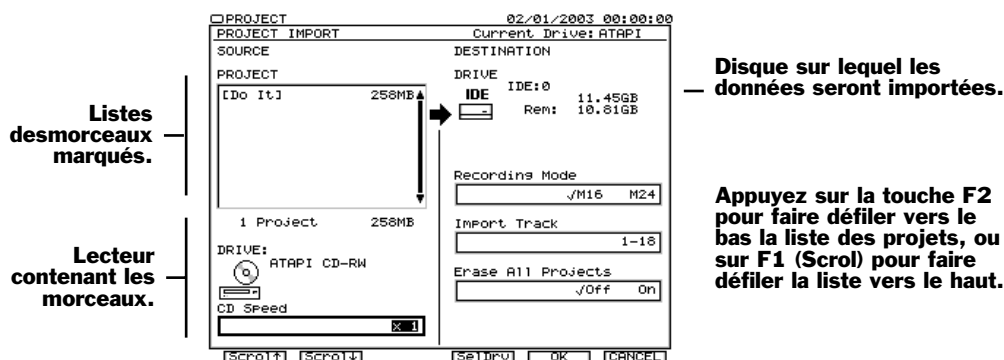 PROJECT 02/01/2003 00:00:00
PROJECT IMPORT Current Drive:ATAPI
SOURCE
PROJECT
[Do It] 258MB
1 Project 258MB
DRIVE:
ATAPI CD-RW
CD Speed
× 1
DESTINATION
DRIVE
IDE IDE:0
11.45GB
Rem: 10.81GB
Recording Mode
√M16 M24
Import Track
1-18
Erase All Projects
√Off On
[Scrol↑] [Scrol↓] [SelDrv] [ OK ] [CANCEL]
Listes
desmorceaux
marqués.
Lecteur
contenant les
morceaux.
Disque sur lequel les
données seront importées.
Appuyez sur la touche F2
pour faire défiler vers le
bas la liste des projets, ou
sur F1 (Scrol) pour faire
défiler la liste vers le haut.